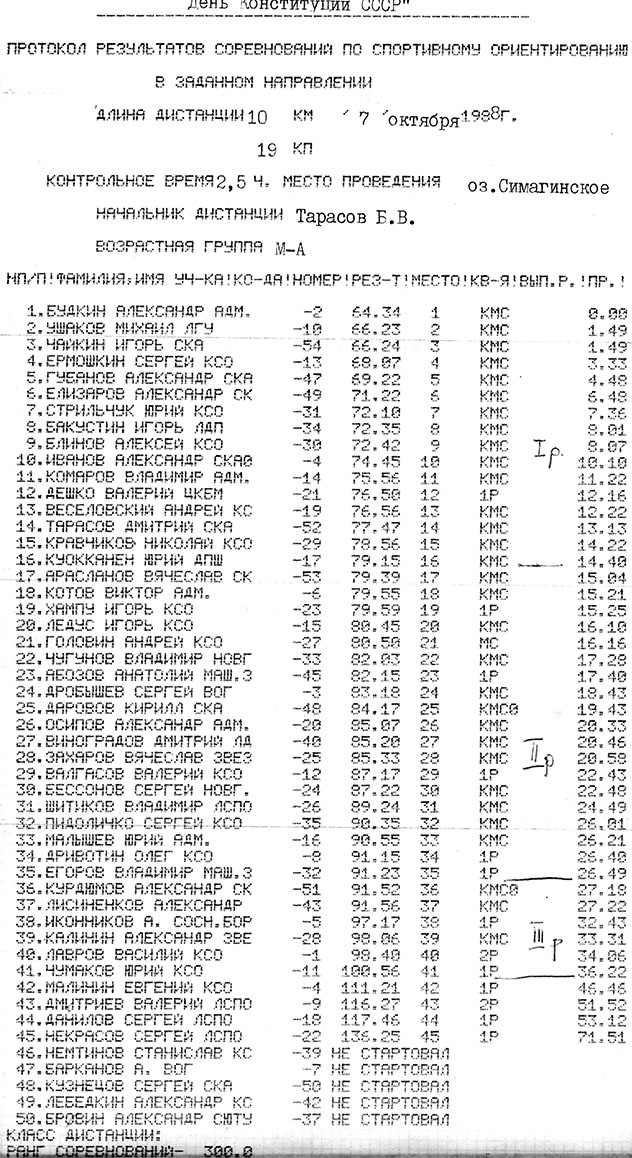 День Конституции СССР"
ПРОТОКОЛ РЕЗУЛЬТАТОВ СОРЕВНОВАНИЙ ПО СПОРТИВНОМУ ОРИЕНТИРОВАНИЮ
В ЗАДАННОМ НАПРАВЛЕНИИ
ДЛИНА ДИСТАНЦИИ 10 КМ 7 октября 1988г.
19 КП
КОНТРОЛЬНОЕ ВРЕМЯ 2,5 Ч. МЕСТО ПРОВЕДЕНИЯ оз.Симагинское
НАЧАЛЬНИК ДИСТАНЦИИ Тарасов Б.В.
ВОЗРАСТНАЯ ГРУППА М-А
НП/П!ФАМИЛИЯ,ИМЯ УЧ-КА!КО-ДА!НОМЕР!РЕЗ-Т!МЕСТО!КВ-Я!ВЫП.Р.!ПР.!
1.БУДКИН АЛЕКСАНДР АДМ. -2 64.34 1 КМС 0.00
2.УШАКОВ МИХАИЛ ЛГУ -10 66.23 2 КМС 1.49
3.ЧАЙКИН ИГОРЬ СКА -54 66.24 3 КМС 1.49
4.ЕРМОШКИН СЕРГЕЙ КСО -13 68.07 4 КМС 3.33
5.ГУБАНОВ АЛЕКСАНДР СКА -47 69.22 5 КМС 4.48
6.ЕЛИЗАРОВ АЛЕКСАНДР СК -49 71.22 6 КМС 6.48
7.СТРИЛЬЧУК ЮРИЙ КСО -31 72.10 7 КМС 7.36
8.БАКУСТИН ИГОРЬ ЛДП -34 72.35 8 КМС 8.01
9.БЛИНОВ АЛЕКСЕЙ КСО -30 72.42 9 КМС 8.07
10.ИВАНОВ АЛЕКСАНДР СКА0 -4 74.45 10 КМС Iр. 10.10
11.КОМАРОВ ВЛАДИМИР АДМ. -14 75.56 11 КМС 11.22
12.ДЕШКО ВАЛЕРИЙ ЦКБМ -21 76.50 12 1Р 12.16
13.ВЕСЕЛОВСКИЙ АНДРЕЙ КС -19 76.56 13 КМС 12.22
14.ТАРАСОВ ДМИТРИЙ СКА -52 77.47 14 КМС 13.13
15.КРАВЧИКОВ НИКОЛАЙ КСО -29 78.56 15 КМС 14.22
16.КУОККАНЕН ЮРИЙ ДПШ -17 79.15 16 КМС 14.40
17.АРАСЛАНОВ ВЯЧЕСЛАВ СК -53 79.39 17 КМС 15.04
18.КОТОВ ВИКТОР АДМ. -6 79.55 18 КМС 15.21
19.ХАМПУ ИГОРЬ КСО -23 79.59 19 1Р 15.25
20.ЛЕДУС ИГОРЬ КСО -15 80.45 20 КМС 16.10
21.ГОЛОВИН АНДРЕЙ КСО -27 80.50 21 МС 16.16
22.ЧУГУНОВ ВЛАДИМИР НОВГ -33 82.03 22 КМС 17.28
23.АБОЗОВ АНАТОЛИЙ МАШ.З -45 82.15 23 1Р 17.40
24.ДРОБЫШЕВ СЕРГЕЙ ВОГ -3 83.18 24 КМС 18.43
25.ДАРОВОВ КИРИЛЛ СКА -48 84.17 25 КМС0 19.43
26.ОСИПОВ АЛЕКСАНДР АДМ. -20 85.07 26 КМС 20.33
27.ВИНОГРАДОВ ДМИТРИЙ ЛД -40 85.20 27 КМС IIр 20.46
28.ЗАХАРОВ ВЯЧЕСЛАВ ЗВЕЗ -25 85.33 28 КМС 20.58
29.ВАЛГАСОВ ВАЛЕРИЙ КСО -12 87.17 29 1Р 22.43
30.БЕССОНОВ СЕРГЕЙ НОВГ. -24 87.22 30 КМС 22.48
31.ШИТИКОВ ВЛАДИМИР ЛСПО -26 89.24 31 КМС 24.49
32.ПИДОЛИЧКО СЕРГЕЙ КСО -35 90.35 32 КМС 26.01
33.МАЛЫШЕВ ЮРИЙ АДМ. -16 90.55 33 КМС 26.21
34.ДРИВОТИН ОЛЕГ КСО -8 91.15 34 1Р 26.40
35.ЕГОРОВ ВЛАДИМИР МАШ.З -32 91.23 35 1Р 26.49
36.КУРДЮМОВ АЛЕКСАНДР СК -51 91.52 36 КМС0 27.18
37.ЛИСИНЕНКОВ АЛЕКСАНДР -43 91.56 37 КМС 27.22
38.ИКОННИКОВ А. СОСН.БОР -5 97.17 38 1Р 32.43
39.КАЛИНИН АЛЕКСАНДР ЗВЕ -28 98.06 39 КМС IIIр 33.31
40.ЛАВРОВ ВАСИЛИЙ КСО -1 98.40 40 2Р 34.06
41.ЧУМАКОВ ЮРИЙ КСО -11 100.56 41 1Р 36.22
42.МАЛИНИН ЕВГЕНИЙ КСО -4 111.21 42 1Р 46.46
43.ДМИТРИЕВ ВАЛЕРИЙ ЛСПО -9 116.27 43 2Р 51.52
44.ДАНИЛОВ СЕРГЕЙ ЛСПО -18 117.46 44 1Р 53.12
45.НЕКРАСОВ СЕРГЕЙ ЛСПО -22 136.25 45 1Р 71.51
46.НЕМТИНОВ СТАНИСЛАВ КС -39 НЕ СТАРТОВАЛ
47.БАРКАНОВ А. ВОГ -7 НЕ СТАРТОВАЛ
48.КУЗНЕЦОВ СЕРГЕЙ СКА -50 НЕ СТАРТОВАЛ
49.ЛЕБЕДКИН АЛЕКСАНДР КС -42 НЕ СТАРТОВАЛ
50.БРОВИН АЛЕКСАНДР СЮТУ -37 НЕ СТАРТОВАЛ
КЛАСС ДИСТАНЦИИ:
РАНГ СОРЕВНОВАНИЙ- 300.0